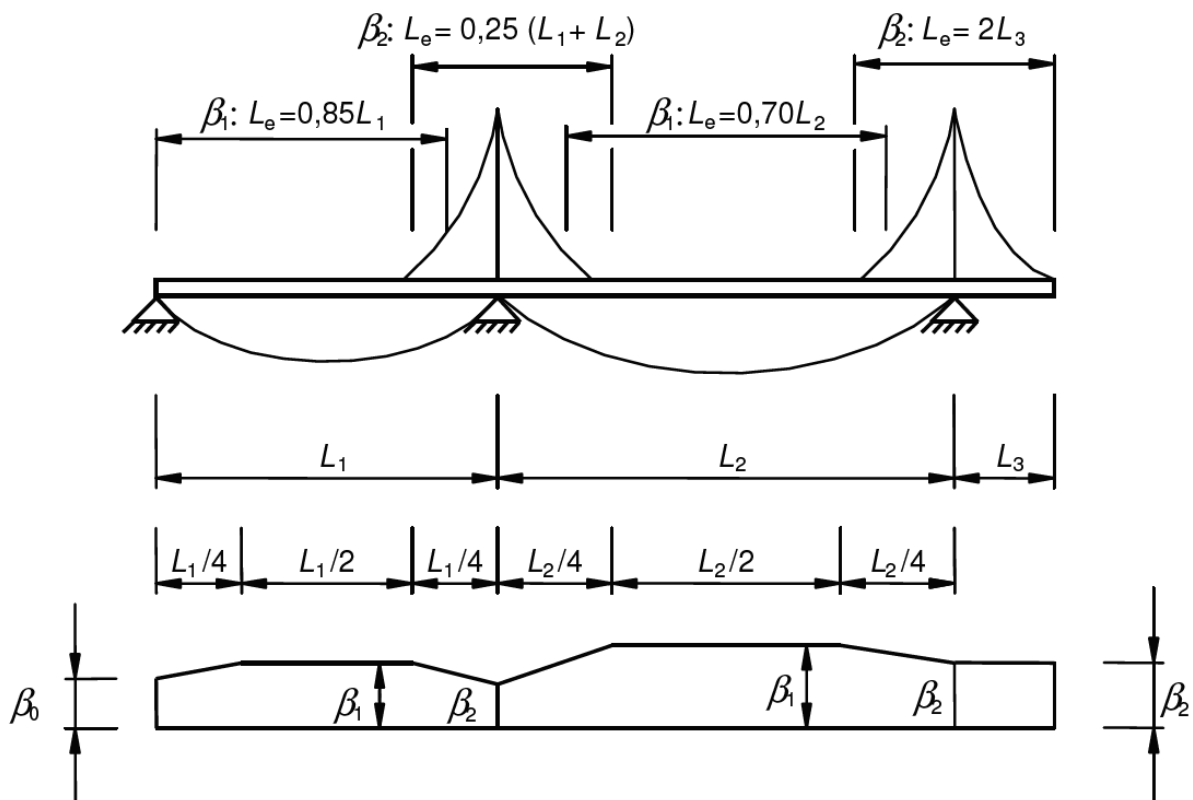 β₂: Lₑ= 0,25 (L₁+ L₂)
β₂: Lₑ= 2L₃
β₁: Lₑ=0,85L₁
β₁: Lₑ=0,70L₂
L₁
L₂
L₃
L₁/4
L₁/2
L₁/4
L₂/4
L₂/2
L₂/4
β₀
β₁
β₂
β₁
β₂
β₂